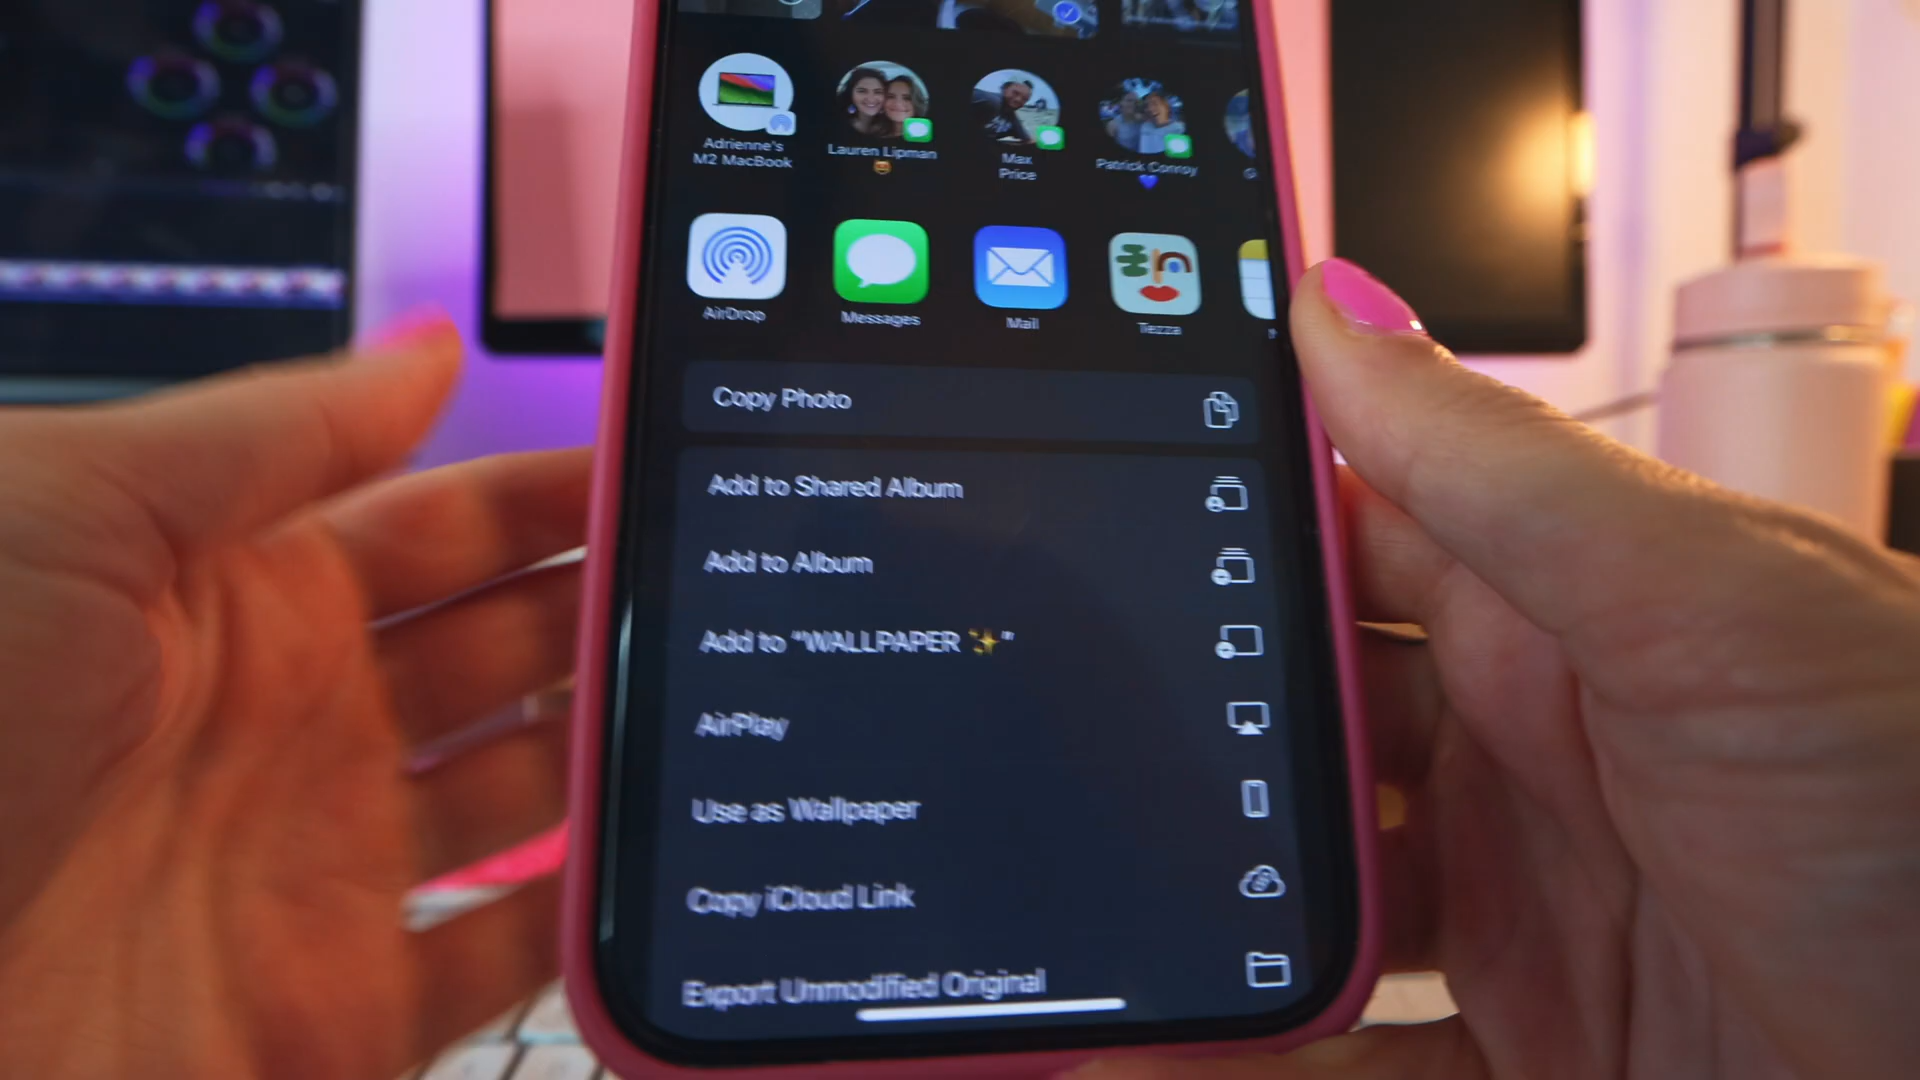 Adrienne's
M2 MacBook
Lauren Lipman
😄
Max
Price
Patrick Conroy
💙
AirDrop
Messages
Mail
Tezza
Copy Photo
Add to Shared Album
Add to Album
Add to “WALLPAPER ✨”
AirPlay
Use as Wallpaper
Copy iCloud Link
Export Unmodified Original